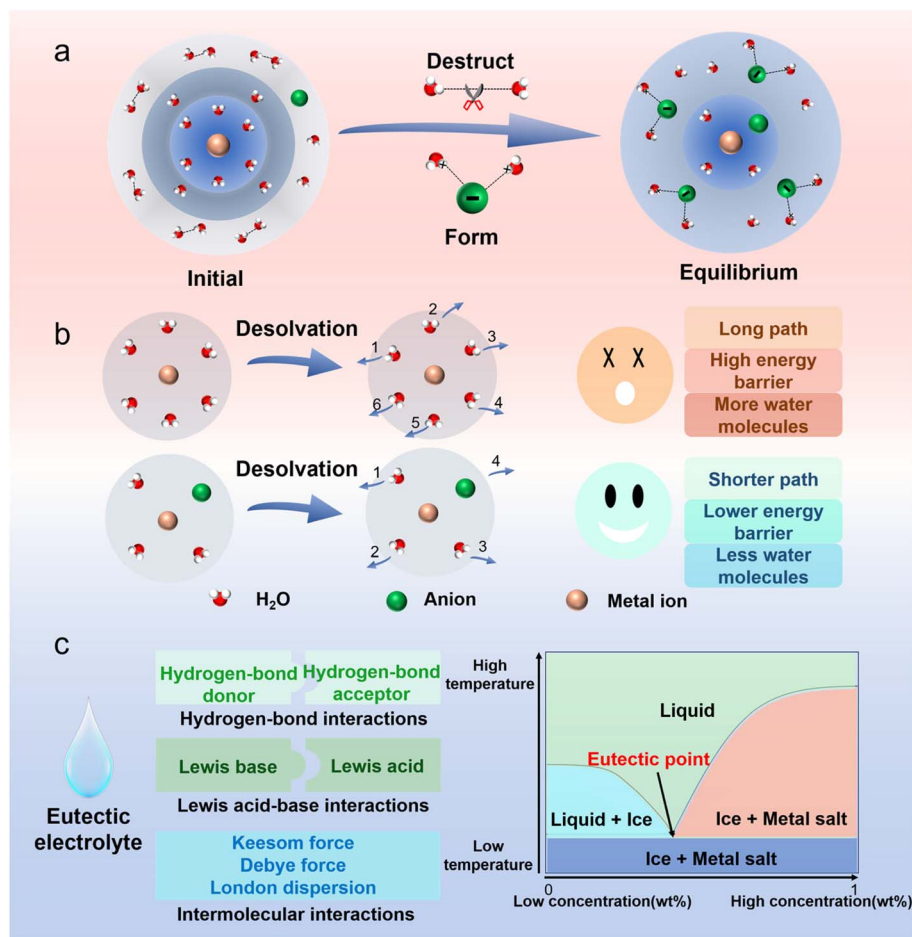 a
Destruct
Form
Initial
Equilibrium
b
Desolvation
1
2
3
4
5
6
Long path
High energy
barrier
More water
molecules
Desolvation
1
2
3
4
Shorter path
Lower energy
barrier
Less water
molecules
H₂O
Anion
Metal ion
c
Eutectic
electrolyte
Hydrogen-bond
donor
Hydrogen-bond
acceptor
Hydrogen-bond interactions
Lewis base
Lewis acid
Lewis acid-base interactions
Keesom force
Debye force
London dispersion
Intermolecular interactions
High
temperature
Liquid
Eutectic point
Liquid + Ice
Ice + Metal salt
Low
temperature
Ice + Metal salt
0
1
Low concentration(wt%)
High concentration(wt%)